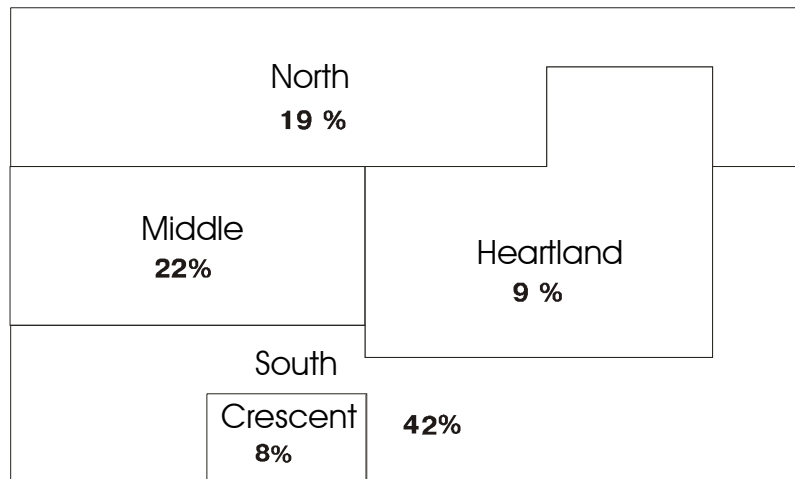 North
19 %
Middle
22%
Heartland
9 %
South
Crescent
42%
8%